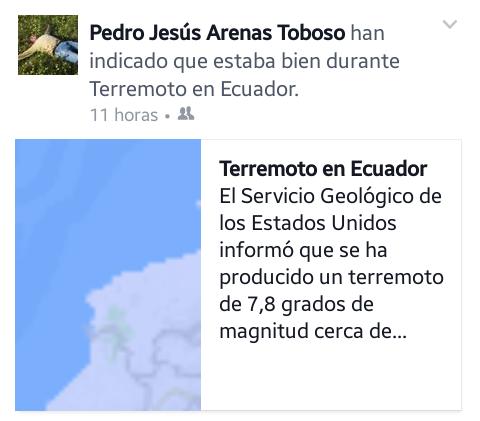 Pedro Jesús Arenas Toboso han
indicado que estaba bien durante
Terremoto en Ecuador.
11 horas •
Terremoto en Ecuador
El Servicio Geológico de
los Estados Unidos
informó que se ha
producido un terremoto
de 7,8 grados de
magnitud cerca de...